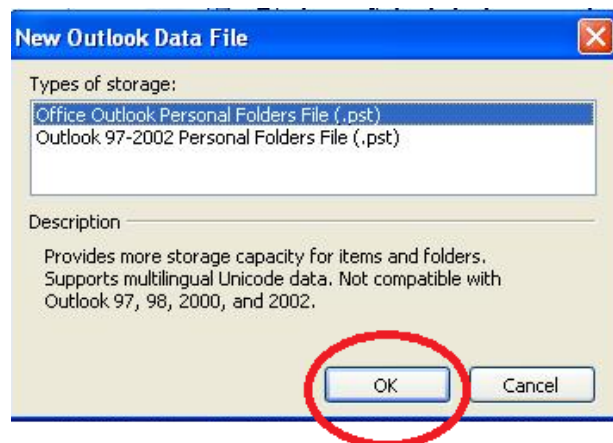 New Outlook Data File
Types of storage:
Office Outlook Personal Folders File (.pst)
Outlook 97-2002 Personal Folders File (.pst)
Description
Provides more storage capacity for items and folders.
Supports multilingual Unicode data. Not compatible with
Outlook 97, 98, 2000, and 2002.
OK
Cancel